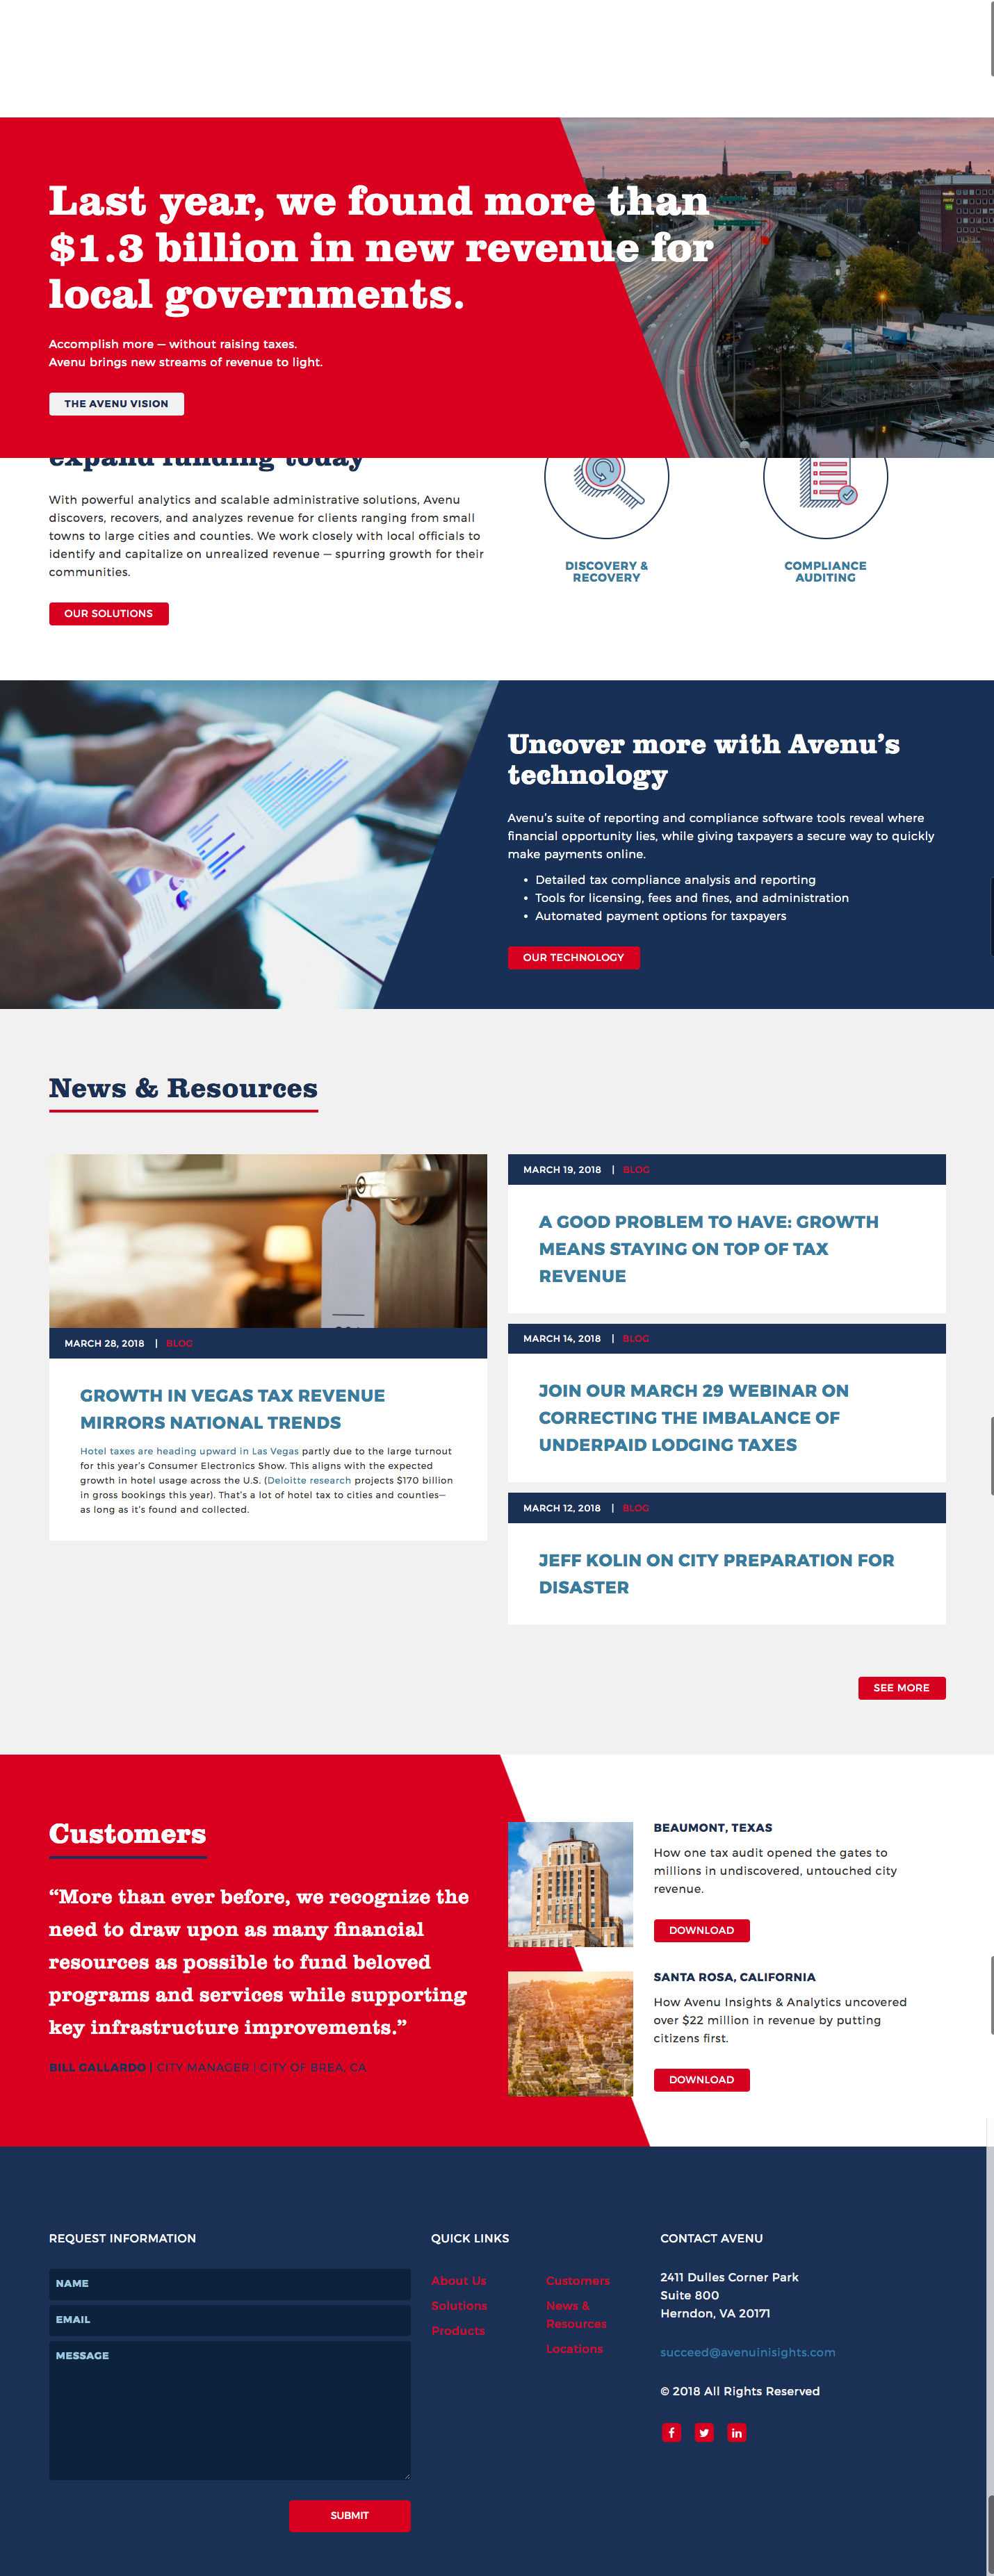 Last year, we found more than
$1.3 billion in new revenue for
local governments.
Accomplish more — without raising taxes.
Avenu brings new streams of revenue to light.
THE AVENU VISION
expand funding today
With powerful analytics and scalable administrative solutions, Avenu
discovers, recovers, and analyzes revenue for clients ranging from small
towns to large cities and counties. We work closely with local officials to
identify and capitalize on unrealized revenue — spurring growth for their
communities.
OUR SOLUTIONS
DISCOVERY &
RECOVERY
COMPLIANCE
AUDITING
Uncover more with Avenu's
technology
Avenu's suite of reporting and compliance software tools reveal where
financial opportunity lies, while giving taxpayers a secure way to quickly
make payments online.
• Detailed tax compliance analysis and reporting
• Tools for licensing, fees and fines, and administration
• Automated payment options for taxpayers
OUR TECHNOLOGY
News & Resources
MARCH 28, 2018 | BLOG
GROWTH IN VEGAS TAX REVENUE
MIRRORS NATIONAL TRENDS
Hotel taxes are heading upward in Las Vegas partly due to the large turnout
for this year's Consumer Electronics Show. This aligns with the expected
growth in hotel usage across the U.S. (Deloitte research projects $170 billion
in gross bookings this year). That's a lot of hotel tax to cities and counties—
as long as it's found and collected.
MARCH 19, 2018 | BLOG
A GOOD PROBLEM TO HAVE: GROWTH
MEANS STAYING ON TOP OF TAX
REVENUE
MARCH 14, 2018 | BLOG
JOIN OUR MARCH 29 WEBINAR ON
CORRECTING THE IMBALANCE OF
UNDERPAID LODGING TAXES
MARCH 12, 2018 | BLOG
JEFF KOLIN ON CITY PREPARATION FOR
DISASTER
SEE MORE
Customers
“More than ever before, we recognize the
need to draw upon as many financial
resources as possible to fund beloved
programs and services while supporting
key infrastructure improvements.”
BILL GALLARDO | CITY MANAGER | CITY OF BREA, CA
BEAUMONT, TEXAS
How one tax audit opened the gates to
millions in undiscovered, untouched city
revenue.
DOWNLOAD
SANTA ROSA, CALIFORNIA
How Avenu Insights & Analytics uncovered
over $22 million in revenue by putting
citizens first.
DOWNLOAD
REQUEST INFORMATION
NAME
EMAIL
MESSAGE
SUBMIT
QUICK LINKS
About Us
Solutions
Products
Customers
News &
Resources
Locations
CONTACT AVENU
2411 Dulles Corner Park
Suite 800
Herndon, VA 20171
succeed@avenuinisights.com
© 2018 All Rights Reserved